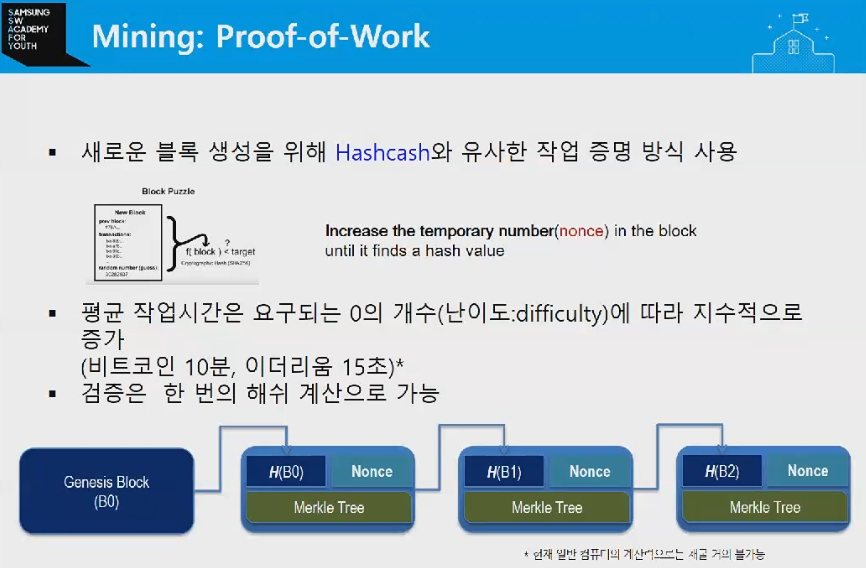 SAMSUNG
SW
ACADEMY
FOR
YOUTH
Mining: Proof-of-Work
▪ 새로운 블록 생성을 위해 Hashcash와 유사한 작업 증명 방식 사용
Block Puzzle
New Block
prev block:
transactions:
random number (guess):
30282937
?
f( block ) < target
Cryptographic Hash (SHA256)
Increase the temporary number(nonce) in the block
until it finds a hash value
▪ 평균 작업시간은 요구되는 0의 개수(난이도:difficulty)에 따라 지수적으로
증가
(비트코인 10분, 이더리움 15초)*
▪ 검증은 한 번의 해쉬 계산으로 가능
Genesis Block
(B0)
H(B0) Nonce
Merkle Tree
H(B1) Nonce
Merkle Tree
H(B2) Nonce
Merkle Tree
* 현재 일반 컴퓨터의 계산력으로는 채굴 거의 불가능